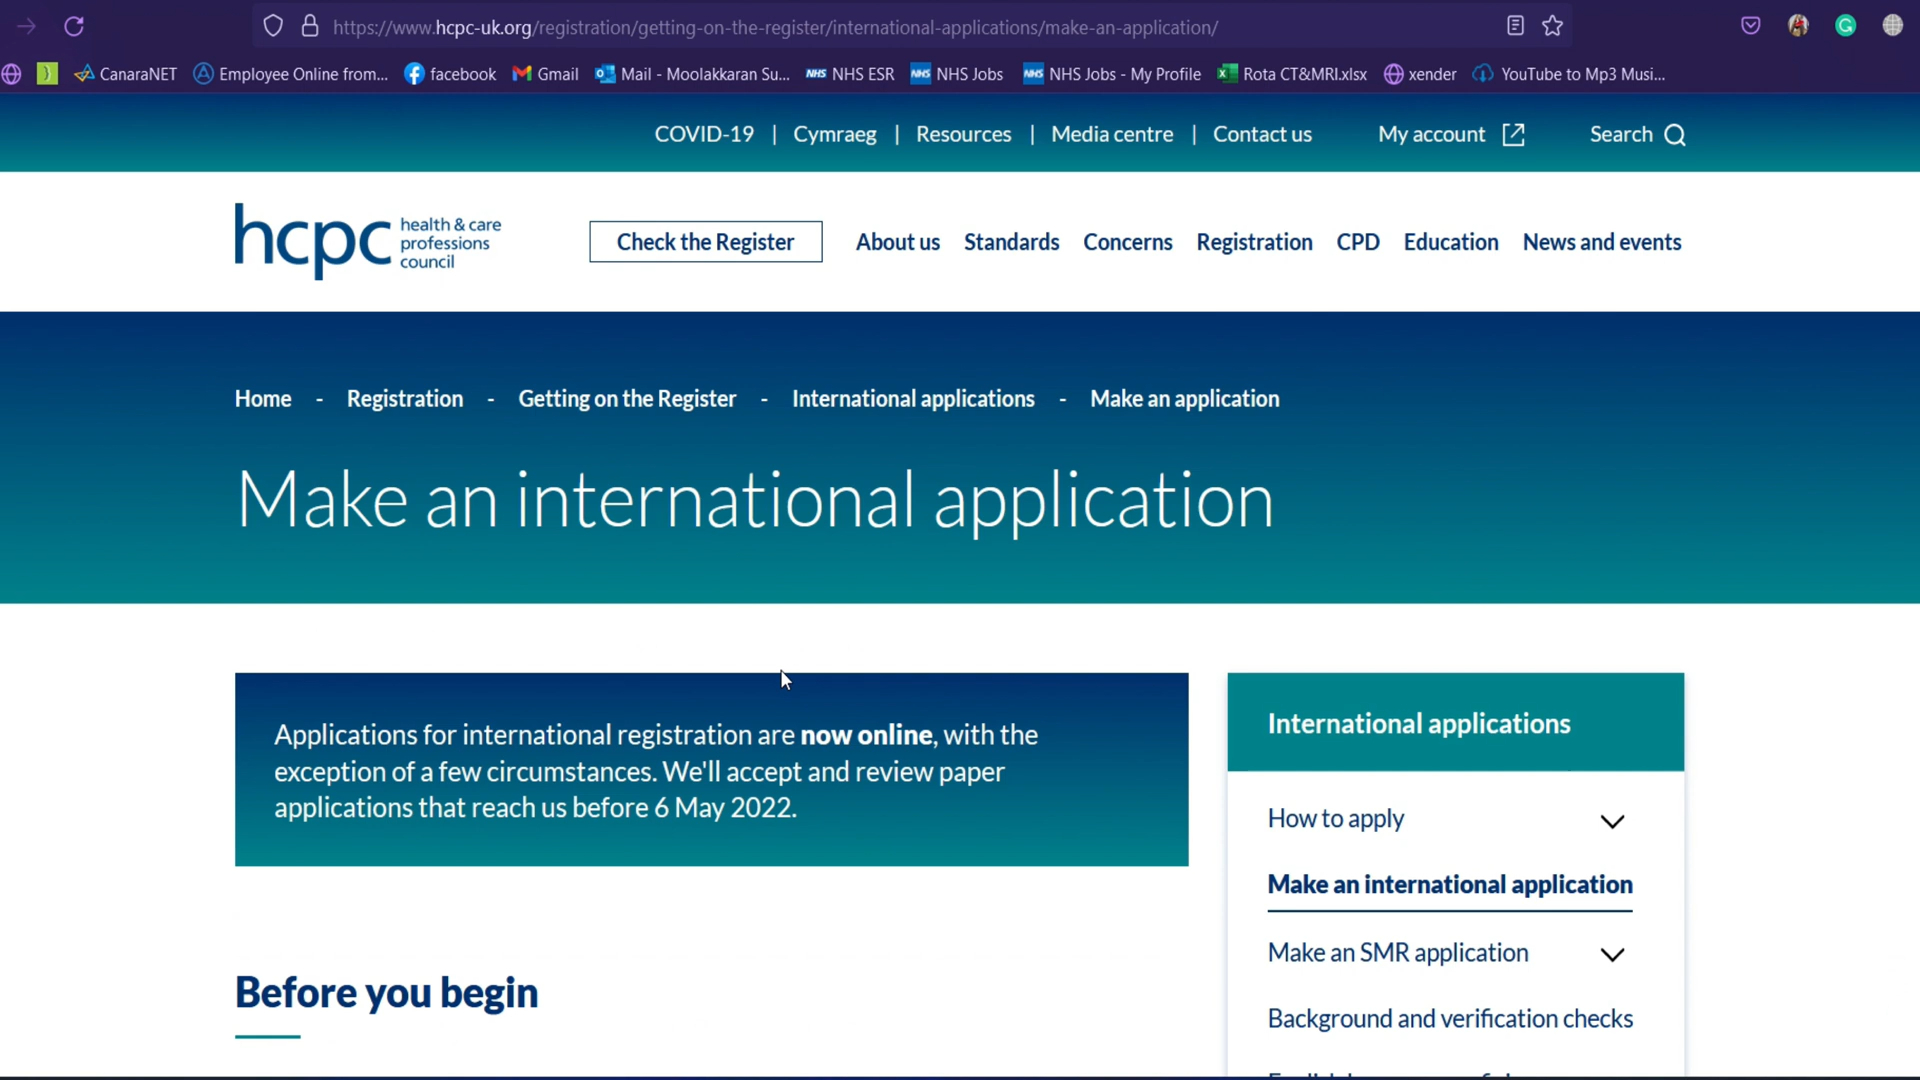 https://www.hcpc-uk.org/registration/getting-on-the-register/international-applications/make-an-application/
CanaraNET Employee Online from... facebook Gmail Mail - Moolakkaran Su... NHS NHS ESR NHS NHS Jobs NHS NHS Jobs - My Profile Rota CT&MRI.xlsx xender YouTube to Mp3 Musi...
COVID-19 | Cymraeg | Resources | Media centre | Contact us My account Search
hcpc health & care
professions
council
Check the Register About us Standards Concerns Registration CPD Education News and events
Home - Registration - Getting on the Register - International applications - Make an application
Make an international application
Applications for international registration are now online, with the
exception of a few circumstances. We'll accept and review paper
applications that reach us before 6 May 2022.
Before you begin
International applications
How to apply
Make an international application
Make an SMR application
Background and verification checks